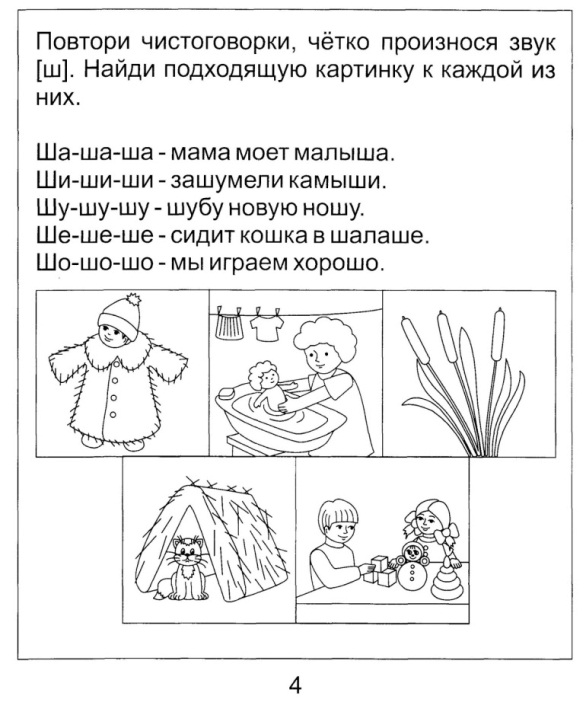 Повтори чистоговорки, чётко произнося звук
[ш]. Найди подходящую картинку к каждой из
них.
Ша-ша-ша - мама моет малыша.
Ши-ши-ши - зашумели камыши.
Шу-шу-шу - шубу новую ношу.
Ше-ше-ше - сидит кошка в шалаше.
Шо-шо-шо - мы играем хорошо.
4